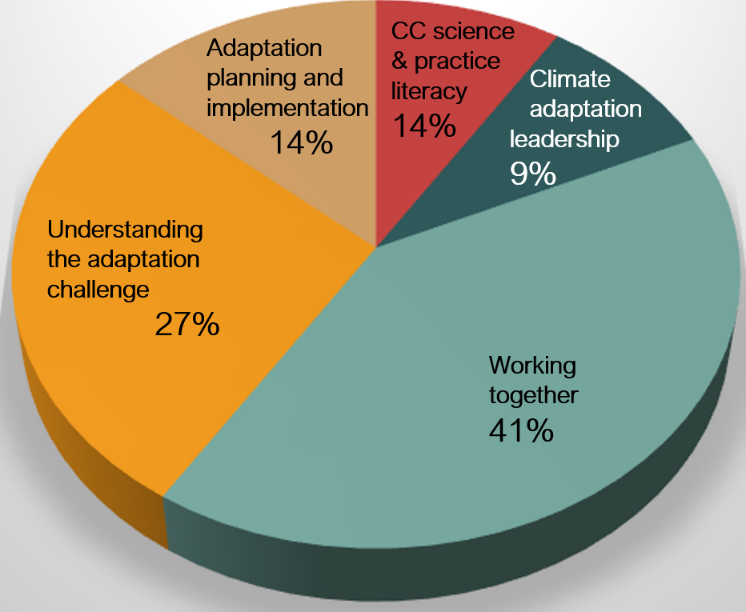 CC science
& practice
literacy
14%
Climate
adaptation
leadership
9%
Working
together
41%
Understanding
the adaptation
challenge
27%
Adaptation
planning and
implementation
14%